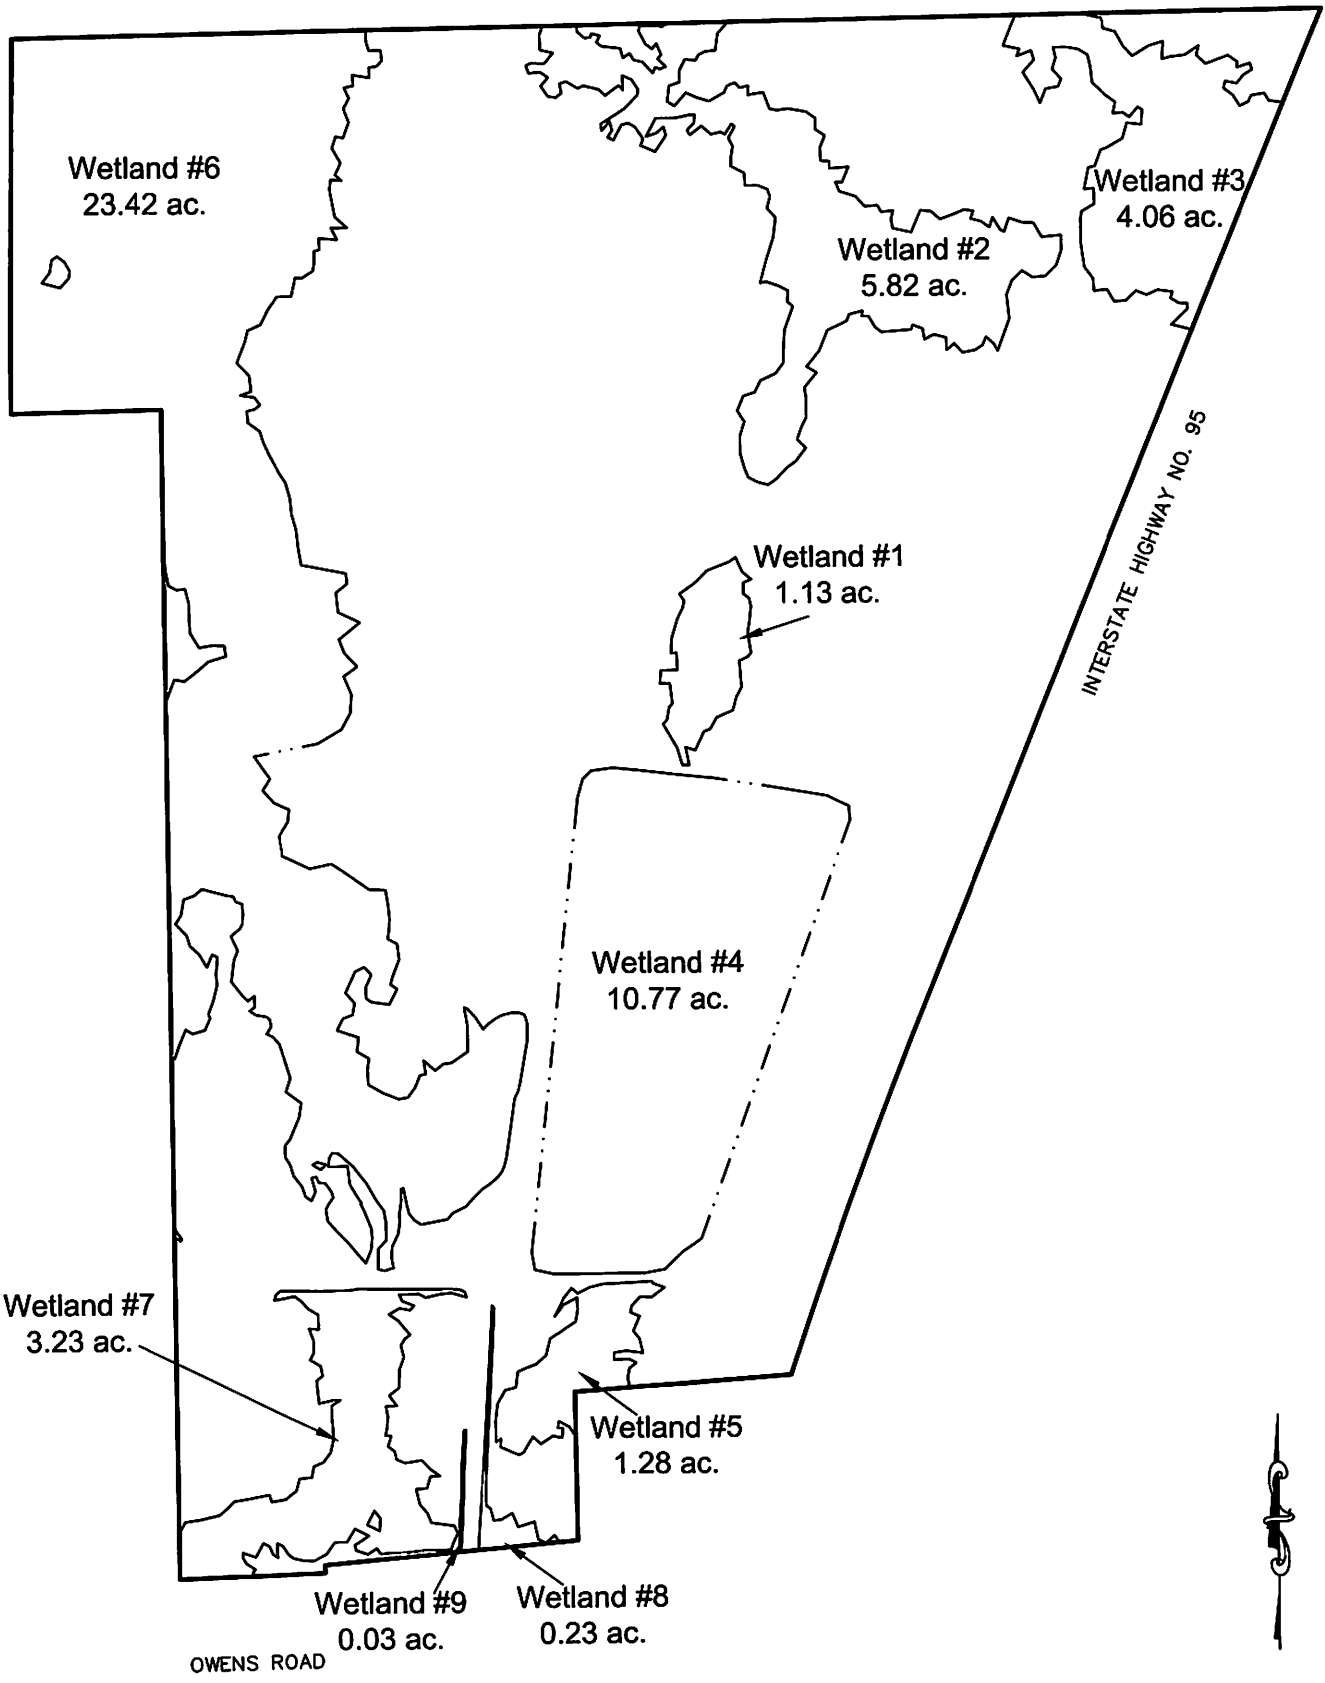 Wetland #6
23.42 ac.
Wetland #3
4.06 ac.
Wetland #2
5.82 ac.
INTERSTATE HIGHWAY NO. 95
Wetland #1
1.13 ac.
Wetland #4
10.77 ac.
Wetland #7
3.23 ac.
Wetland #5
1.28 ac.
Wetland #9
0.03 ac.
Wetland #8
0.23 ac.
OWENS ROAD